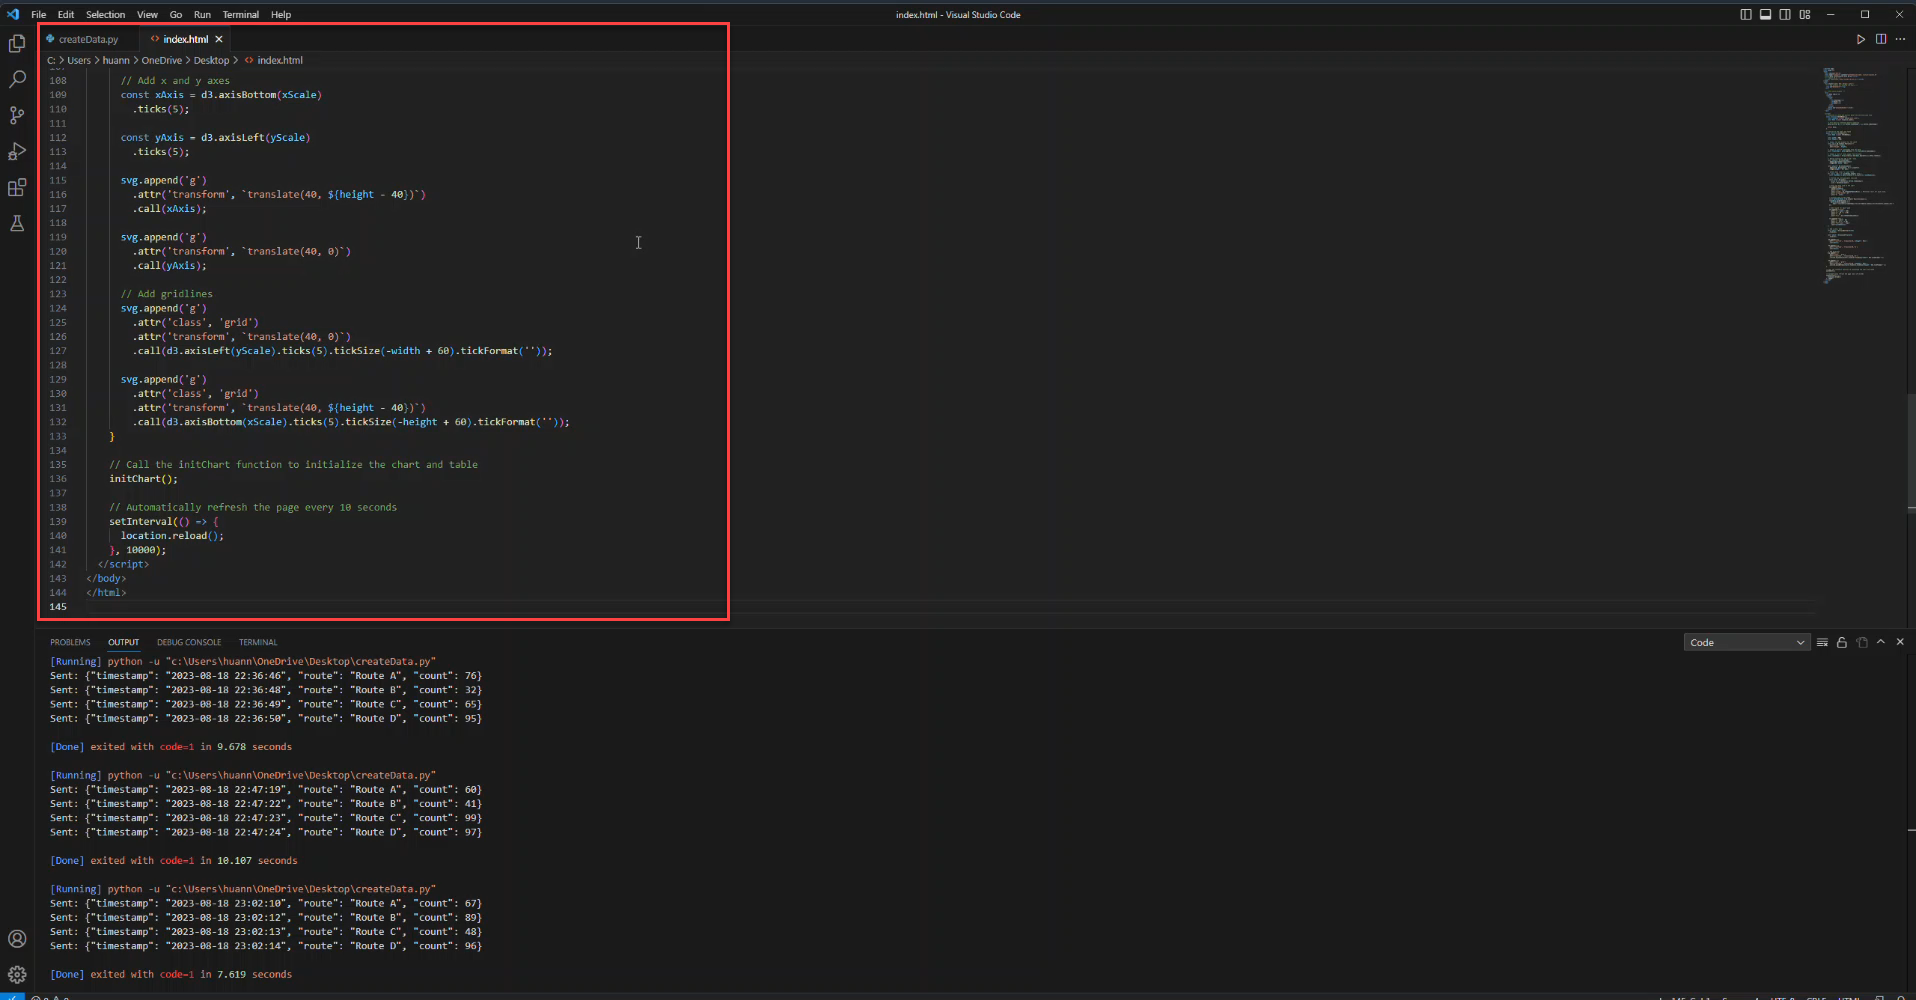 File Edit Selection View Go Run Terminal Help
index.html - Visual Studio Code
createData.py
<> index.html ×
C: > Users > huann > OneDrive > Desktop > <> index.html
108 // Add x and y axes
109 const xAxis = d3.axisBottom(xScale)
110 .ticks(5);
111
112 const yAxis = d3.axisLeft(yScale)
113 .ticks(5);
114
115 svg.append('g')
116 .attr('transform', `translate(40, ${height - 40})`)
117 .call(xAxis);
118
119 svg.append('g')
120 .attr('transform', `translate(40, 0)`)
121 .call(yAxis);
122
123 // Add gridlines
124 svg.append('g')
125 .attr('class', 'grid')
126 .attr('transform', `translate(40, 0)`)
127 .call(d3.axisLeft(yScale).ticks(5).tickSize(-width + 60).tickFormat(''));
128
129 svg.append('g')
130 .attr('class', 'grid')
131 .attr('transform', `translate(40, ${height - 40})`)
132 .call(d3.axisBottom(xScale).ticks(5).tickSize(-height + 60).tickFormat(''));
133 }
134
135 // Call the initChart function to initialize the chart and table
136 initChart();
137
138 // Automatically refresh the page every 10 seconds
139 setInterval(() => {
140 location.reload();
141 }, 10000);
142 </script>
143 </body>
144 </html>
145
PROBLEMS OUTPUT DEBUG CONSOLE TERMINAL
Code
[Running] python -u "c:\Users\huann\OneDrive\Desktop\createData.py"
Sent: {"timestamp": "2023-08-18 22:36:46", "route": "Route A", "count": 76}
Sent: {"timestamp": "2023-08-18 22:36:48", "route": "Route B", "count": 32}
Sent: {"timestamp": "2023-08-18 22:36:49", "route": "Route C", "count": 65}
Sent: {"timestamp": "2023-08-18 22:36:50", "route": "Route D", "count": 95}
[Done] exited with code=1 in 9.678 seconds
[Running] python -u "c:\Users\huann\OneDrive\Desktop\createData.py"
Sent: {"timestamp": "2023-08-18 22:47:19", "route": "Route A", "count": 60}
Sent: {"timestamp": "2023-08-18 22:47:22", "route": "Route B", "count": 41}
Sent: {"timestamp": "2023-08-18 22:47:23", "route": "Route C", "count": 99}
Sent: {"timestamp": "2023-08-18 22:47:24", "route": "Route D", "count": 97}
[Done] exited with code=1 in 10.107 seconds
[Running] python -u "c:\Users\huann\OneDrive\Desktop\createData.py"
Sent: {"timestamp": "2023-08-18 23:02:10", "route": "Route A", "count": 67}
Sent: {"timestamp": "2023-08-18 23:02:12", "route": "Route B", "count": 89}
Sent: {"timestamp": "2023-08-18 23:02:13", "route": "Route C", "count": 48}
Sent: {"timestamp": "2023-08-18 23:02:14", "route": "Route D", "count": 96}
[Done] exited with code=1 in 7.619 seconds